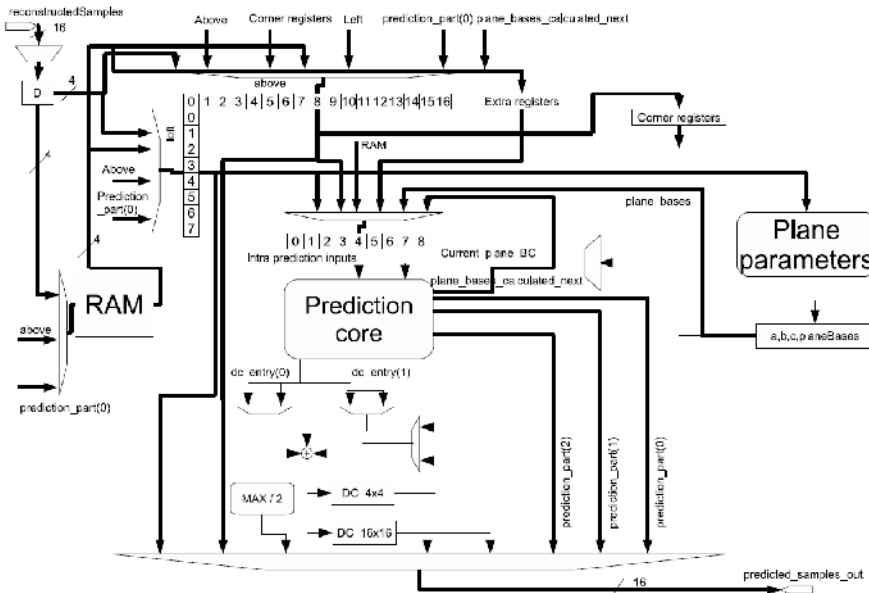 reconstructedSamples
16
Above
Corner registers
Left
prediction_part(0)
plane_bases_calculated_next
D
4
above
0 1 2 3 4 5 6 7 8 9 10 11 12 13 14 15 16
Extra registers
Corner registers
left
0
1
2
3
4
5
6
7
4
Above
Prediction
_part(0)
RAM
plane_bases
4
0 1 2 3 4 5 6 7 8
Intra prediction inputs
Current plane BC
plane_bases_calculated_next
Plane
parameters
RAM
Prediction
core
above
a,b,c,planeBases
prediction_part(0)
dc_entry(0)
dc_entry(1)
prediction_part(2)
prediction_part(1)
prediction_part(0)
MAX / 2
DC 4x4
DC 16x16
16
predicted_samples_out